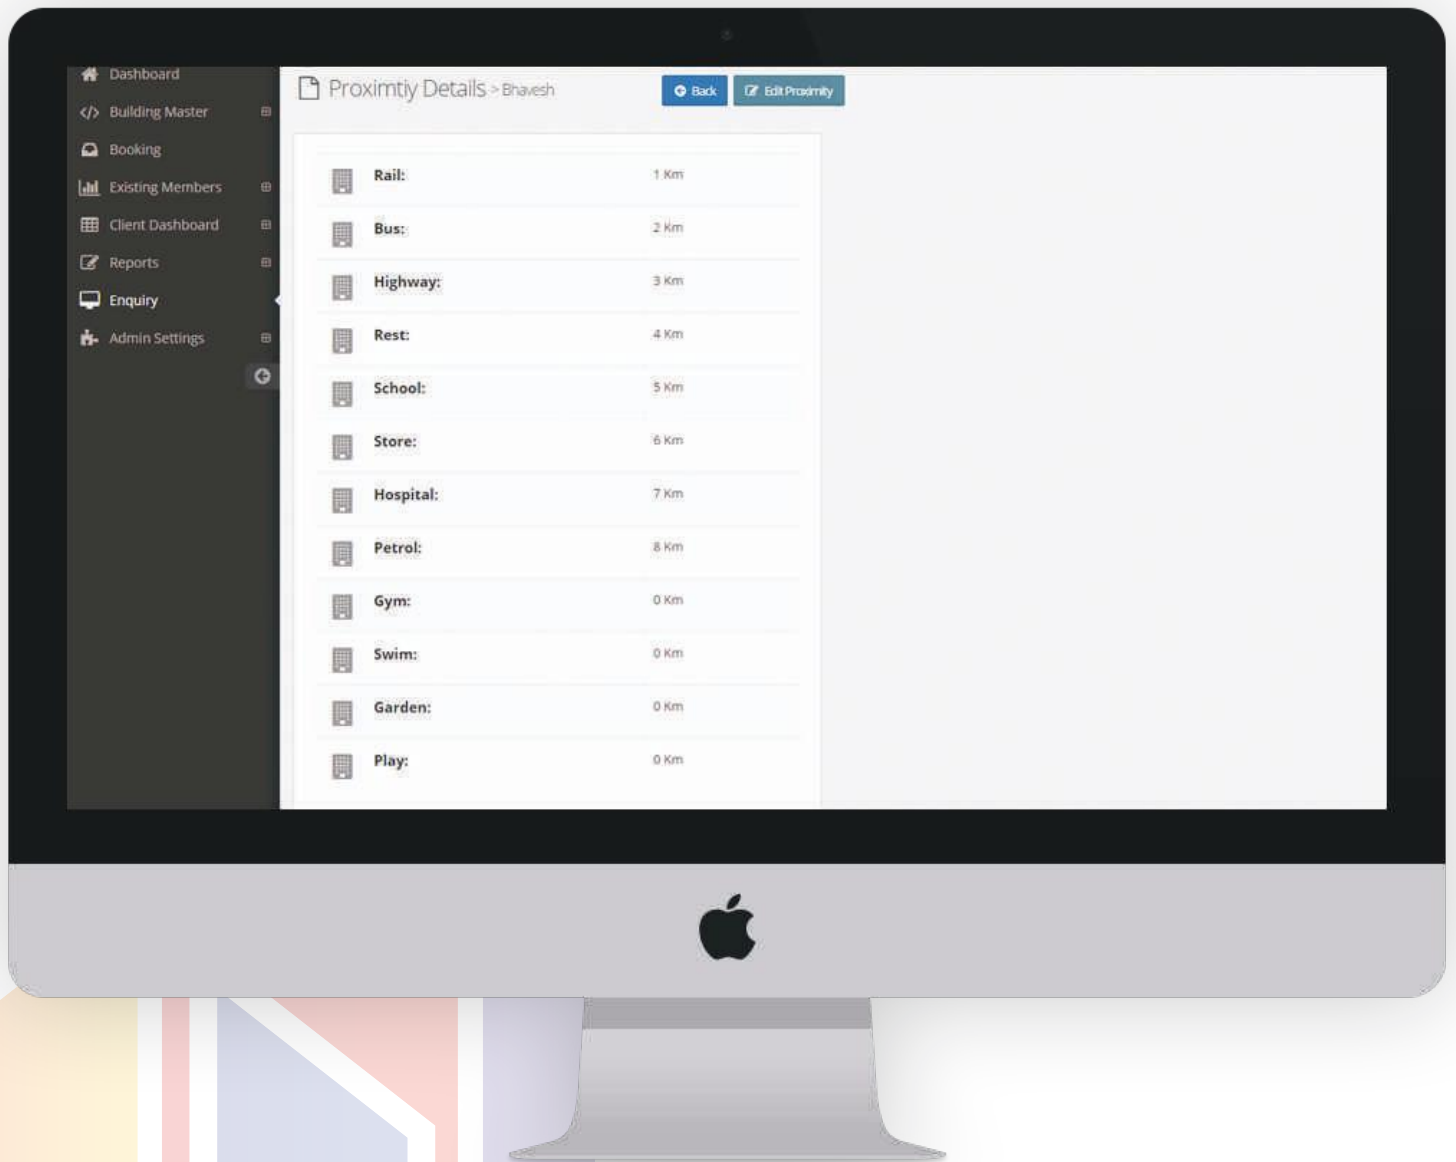 Dashboard
Building Master
Booking
Existing Members
Client Dashboard
Reports
Enquiry
Admin Settings
Proximtiy Details > Bhavesh
Back
Edit Proximity
Rail: 1 Km
Bus: 2 Km
Highway: 3 Km
Rest: 4 Km
School: 5 Km
Store: 6 Km
Hospital: 7 Km
Petrol: 8 Km
Gym: 0 Km
Swim: 0 Km
Garden: 0 Km
Play: 0 Km